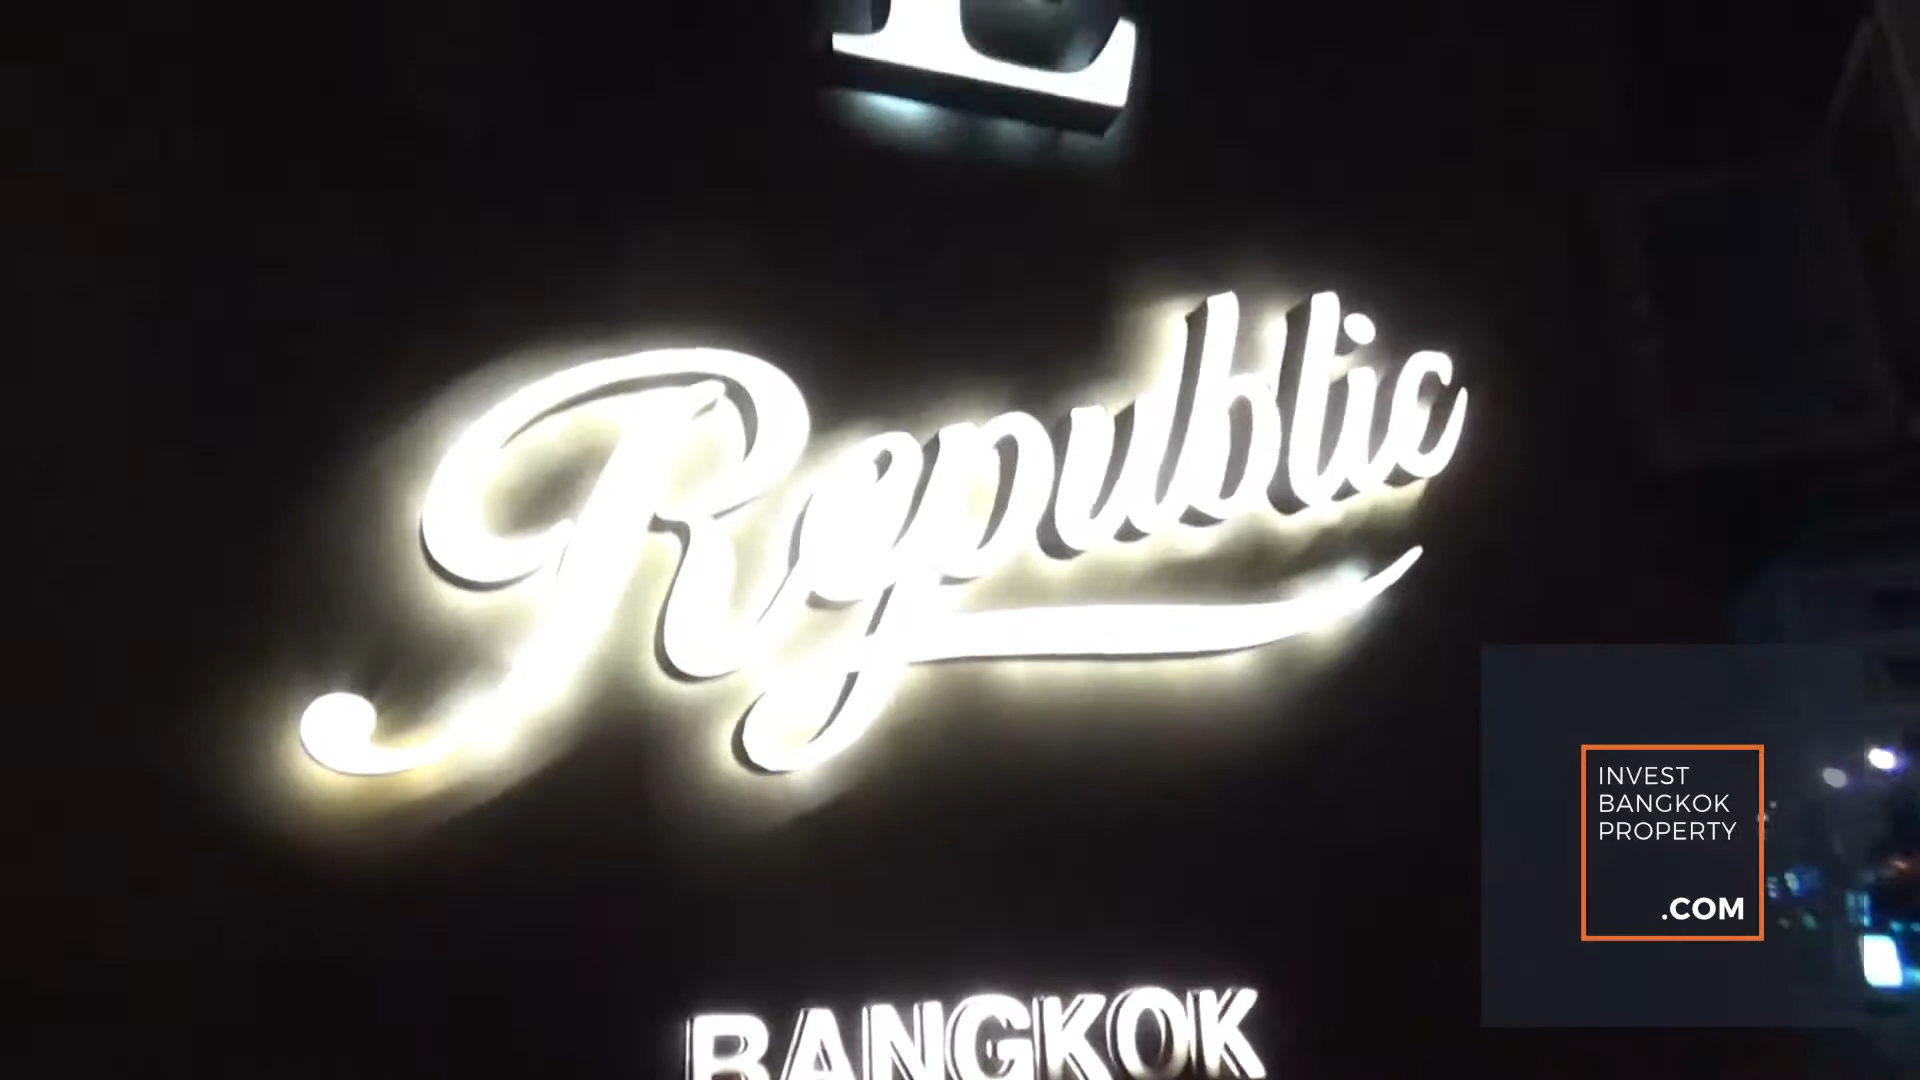 Republic
BANGKOK
INVEST
BANGKOK
PROPERTY
.COM